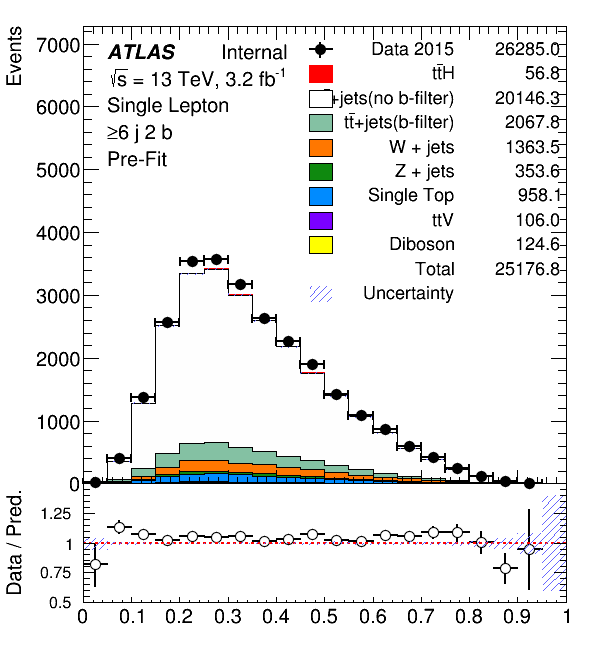 Events
7000
6000
5000
4000
3000
2000
1000
0
ATLAS Internal
√s = 13 TeV, 3.2 fb⁻¹
Single Lepton
≥6 j 2 b
Pre-Fit
Data 2015 26285.0
tt̄H 56.8
+jets(no b-filter) 20146.3
tt̄+jets(b-filter) 2067.8
W + jets 1363.5
Z + jets 353.6
Single Top 958.1
ttV 106.0
Diboson 124.6
Total 25176.8
Uncertainty
Data / Pred.
1.25
1
0.75
0.5
0 0.1 0.2 0.3 0.4 0.5 0.6 0.7 0.8 0.9 1